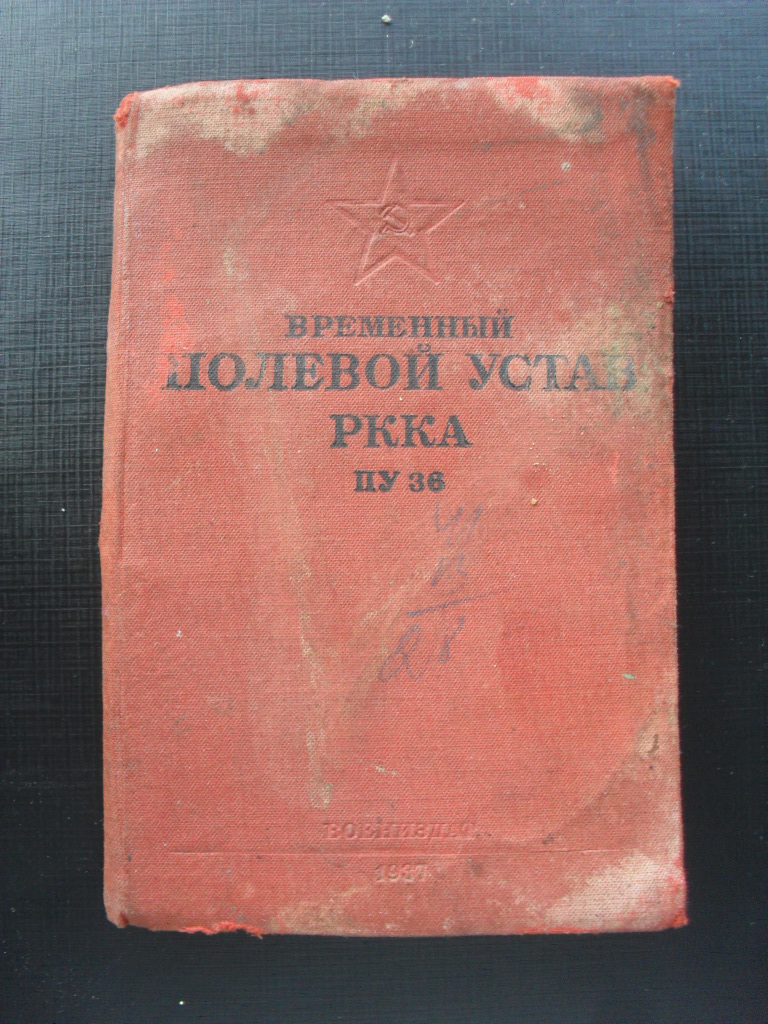 ВРЕМЕННЫЙ
ПОЛЕВОЙ УСТАВ
РККА
ПУ 36
ВОЕНИЗДАТ
1937